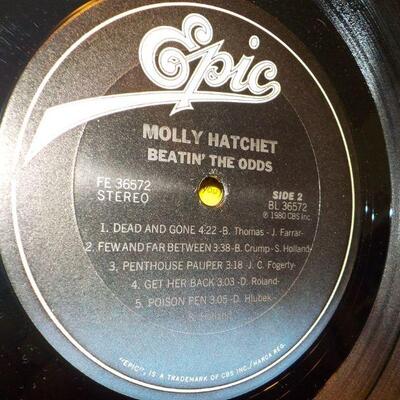 Epic
MOLLY HATCHET
BEATIN' THE ODDS
FE 36572
STEREO
SIDE 2
BL 36572
℗ 1980 CBS Inc.
1. DEAD AND GONE 4:22 -B. Thomas- J. Farrar-
2. FEW AND FAR BETWEEN 3:38 -B. Crump- S. Holland-
3. PENTHOUSE PAUPER 3:18 -J. C. Fogerty-
4. GET HER BACK 3:03 -D. Roland-
5. POISON PEN 3:05 -D. Hlubek-
S. Holland-
"EPIC", IS A TRADEMARK OF CBS INC./MARCA REG.